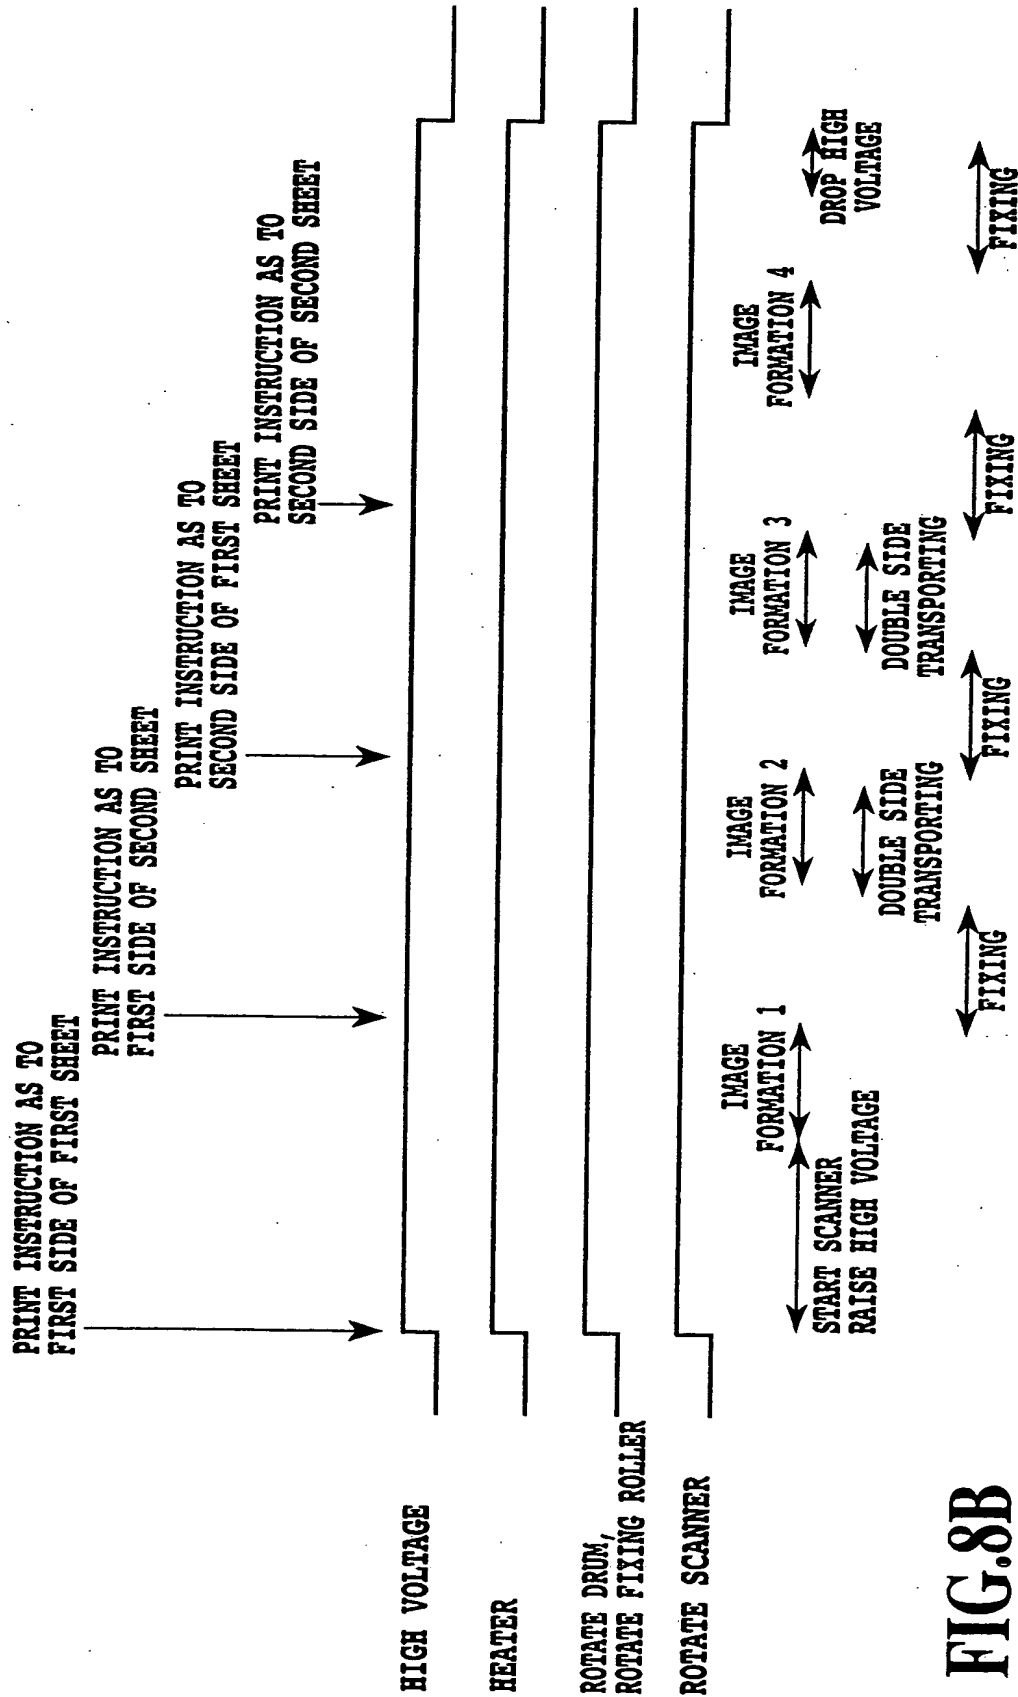 PRINT INSTRUCTION AS TO
FIRST SIDE OF FIRST SHEET
PRINT INSTRUCTION AS TO
FIRST SIDE OF SECOND SHEET
PRINT INSTRUCTION AS TO
SECOND SIDE OF FIRST SHEET
PRINT INSTRUCTION AS TO
SECOND SIDE OF SECOND SHEET
HIGH VOLTAGE
HEATER
ROTATE DRUM,
ROTATE FIXING ROLLER
ROTATE SCANNER
IMAGE
FORMATION 1
IMAGE
FORMATION 2
IMAGE
FORMATION 3
IMAGE
FORMATION 4
START SCANNER
RAISE HIGH VOLTAGE
DROP HIGH
VOLTAGE
DOUBLE SIDE
TRANSPORTING
DOUBLE SIDE
TRANSPORTING
FIXING
FIXING
FIXING
FIXING
FIG.8B